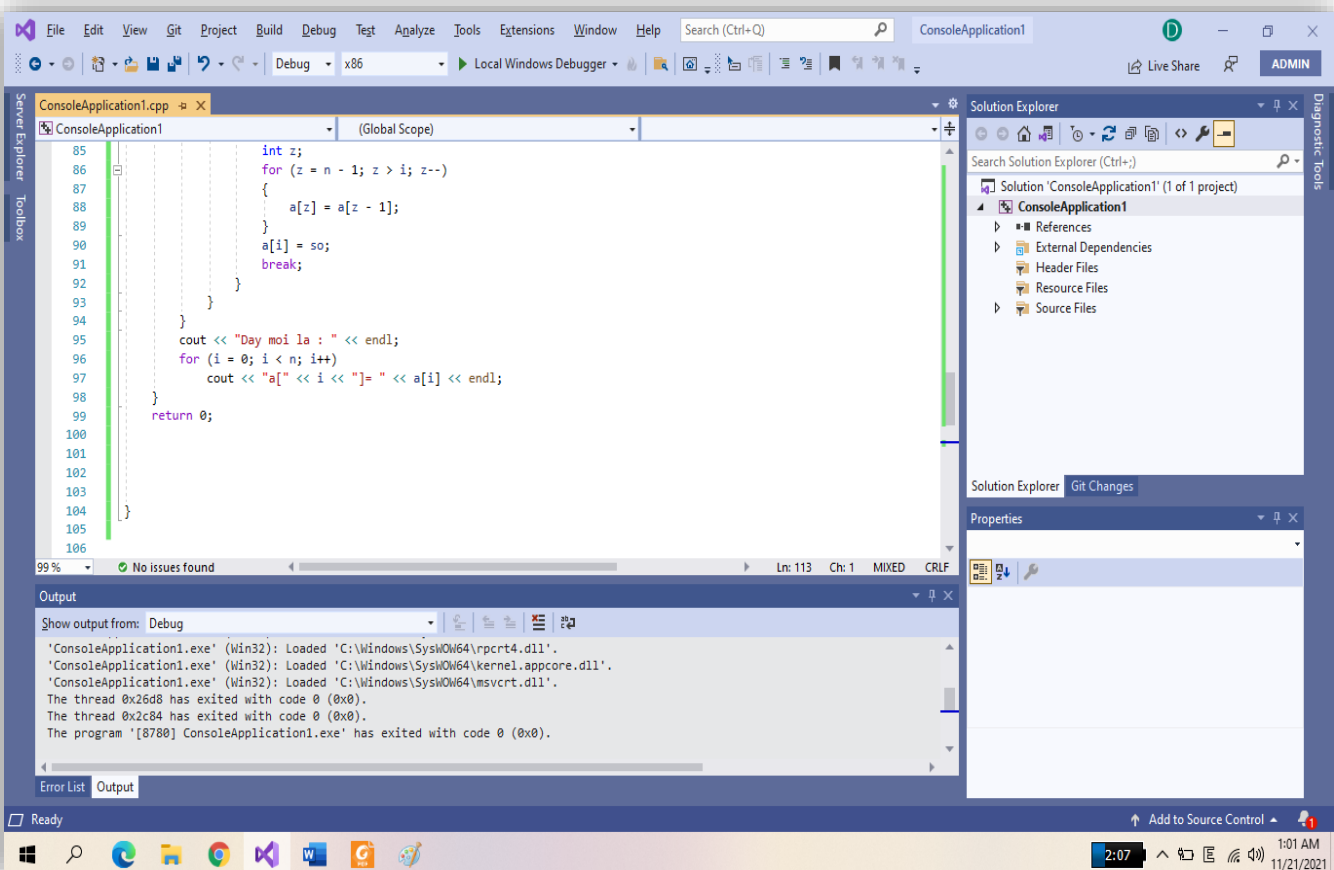 File Edit View Git Project Build Debug Test Analyze Tools Extensions Window Help Search (Ctrl+Q) ConsoleApplication1 D
Debug x86 Local Windows Debugger Live Share ADMIN
Server Explorer
Toolbox
ConsoleApplication1.cpp
ConsoleApplication1 (Global Scope)
85 int z;
86 for (z = n - 1; z > i; z--)
87 {
88 a[z] = a[z - 1];
89 }
90 a[i] = so;
91 break;
92 }
93 }
94 }
95 cout << "Day moi la : " << endl;
96 for (i = 0; i < n; i++)
97 cout << "a[" << i << "]= " << a[i] << endl;
98 }
99 return 0;
100
101
102
103
104 }
105
106
99 % No issues found Ln: 113 Ch: 1 MIXED CRLF
Output
Show output from: Debug
'ConsoleApplication1.exe' (Win32): Loaded 'C:\Windows\SysWOW64\rpcrt4.dll'.
'ConsoleApplication1.exe' (Win32): Loaded 'C:\Windows\SysWOW64\kernel.appcore.dll'.
'ConsoleApplication1.exe' (Win32): Loaded 'C:\Windows\SysWOW64\msvcrt.dll'.
The thread 0x26d8 has exited with code 0 (0x0).
The thread 0x2c84 has exited with code 0 (0x0).
The program '[8780] ConsoleApplication1.exe' has exited with code 0 (0x0).
Error List Output
Solution Explorer
Search Solution Explorer (Ctrl+;)
Solution 'ConsoleApplication1' (1 of 1 project)
ConsoleApplication1
References
External Dependencies
Header Files
Resource Files
Source Files
Solution Explorer Git Changes
Properties
Diagnostic Tools
Ready Add to Source Control 1
2:07 1:01 AM
11/21/2021